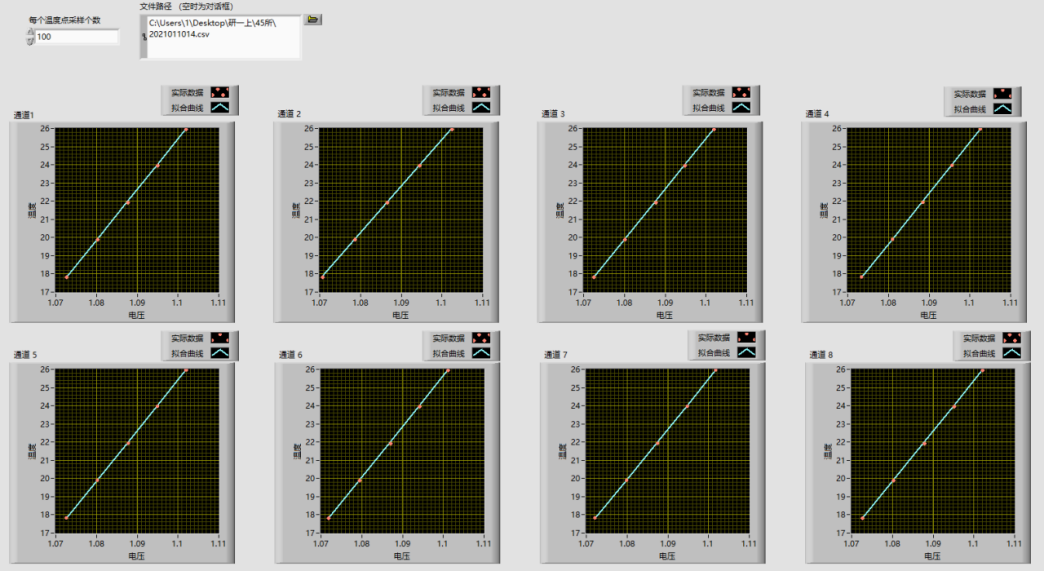 每个温度点采样个数
100
文件路径 （空时为对话框）
C:\Users\1\Desktop\研一上\45所\
2021011014.csv
通道1
实际数据
拟合曲线
温度
26
25
24
23
22
21
20
19
18
17
1.07 1.08 1.09 1.1 1.11
电压
通道 2
实际数据
拟合曲线
温度
26
25
24
23
22
21
20
19
18
17
1.07 1.08 1.09 1.1 1.11
电压
通道 3
实际数据
拟合曲线
温度
26
25
24
23
22
21
20
19
18
17
1.07 1.08 1.09 1.1 1.11
电压
通道 4
实际数据
拟合曲线
温度
26
25
24
23
22
21
20
19
18
17
1.07 1.08 1.09 1.1 1.11
电压
通道 5
实际数据
拟合曲线
温度
26
25
24
23
22
21
20
19
18
17
1.07 1.08 1.09 1.1 1.11
电压
通道 6
实际数据
拟合曲线
温度
26
25
24
23
22
21
20
19
18
17
1.07 1.08 1.09 1.1 1.11
电压
通道 7
实际数据
拟合曲线
温度
26
25
24
23
22
21
20
19
18
17
1.07 1.08 1.09 1.1 1.11
电压
通道 8
实际数据
拟合曲线
温度
26
25
24
23
22
21
20
19
18
17
1.07 1.08 1.09 1.1 1.11
电压